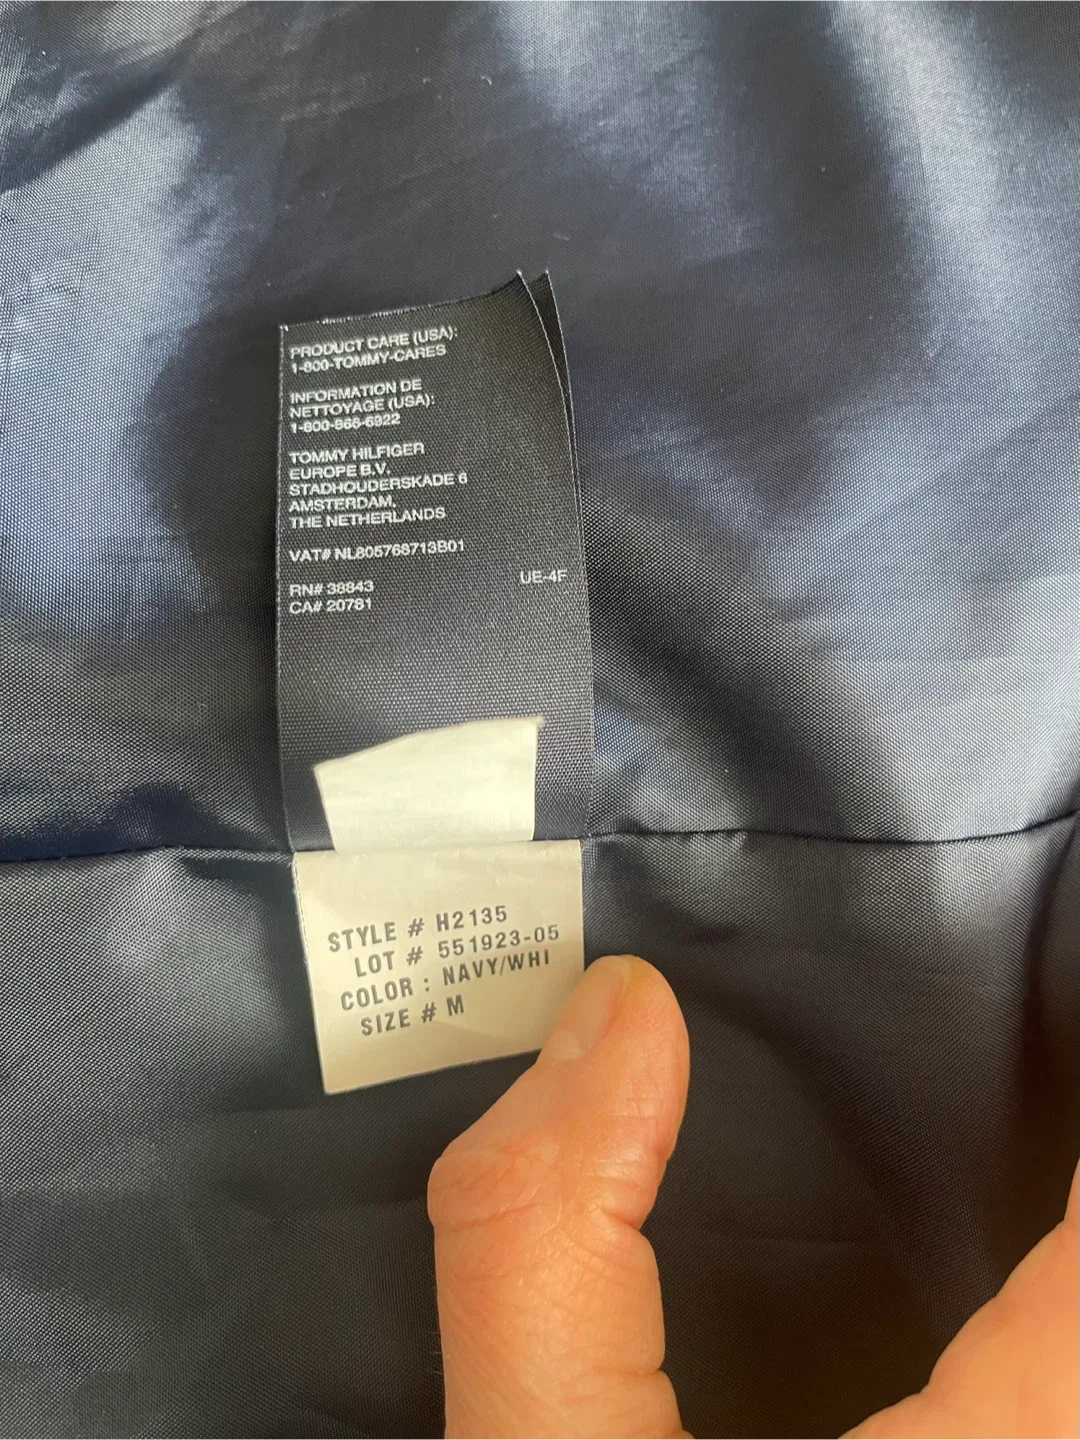 PRODUCT CARE (USA):
1-800-TOMMY-CARES
INFORMATION DE
NETTOYAGE (USA):
1-800-866-6922
TOMMY HILFIGER
EUROPE B.V.
STADHOUDERSKADE 6
AMSTERDAM,
THE NETHERLANDS
VAT# NL805768713B01
RN# 38843
UE-4F
CA# 20781
STYLE # H2135
LOT # 551923-05
COLOR : NAVY/WHI
SIZE # M